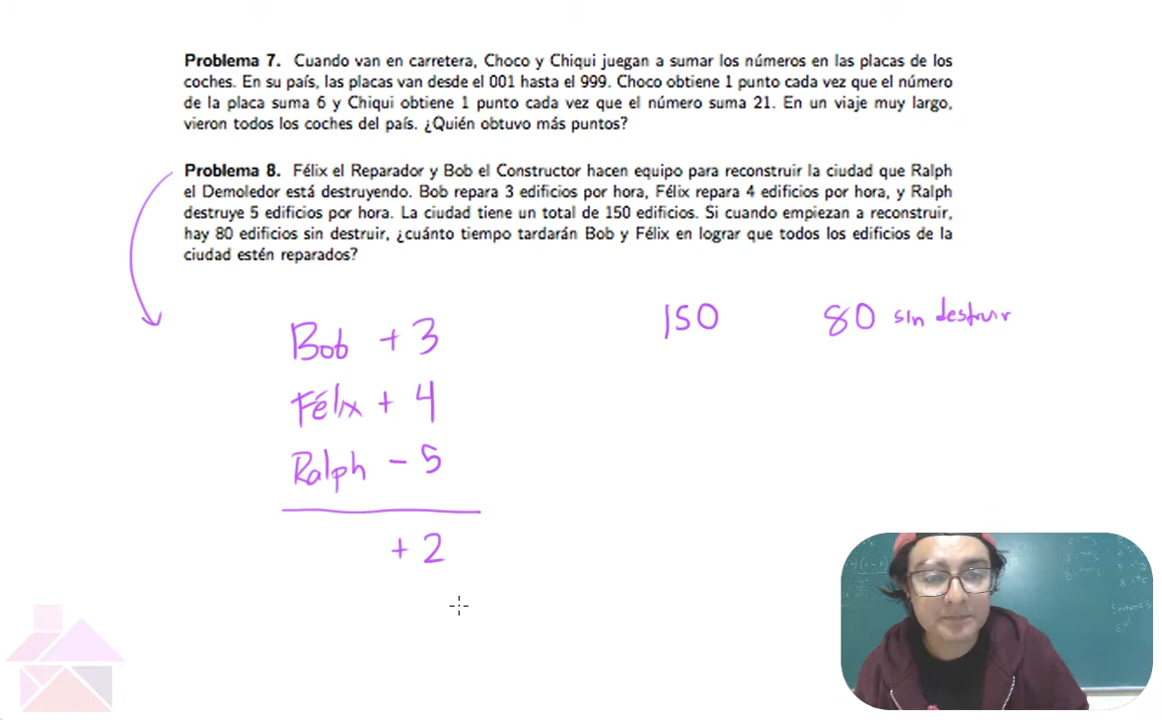 Problema 7. Cuando van en carretera, Choco y Chiqui juegan a sumar los números en las placas de los
coches. En su país, las placas van desde el 001 hasta el 999. Choco obtiene 1 punto cada vez que el número
de la placa suma 6 y Chiqui obtiene 1 punto cada vez que el número suma 21. En un viaje muy largo,
vieron todos los coches del país. ¿Quién obtuvo más puntos?
Problema 8. Félix el Reparador y Bob el Constructor hacen equipo para reconstruir la ciudad que Ralph
el Demoledor está destruyendo. Bob repara 3 edificios por hora, Félix repara 4 edificios por hora, y Ralph
destruye 5 edificios por hora. La ciudad tiene un total de 150 edificios. Si cuando empiezan a reconstruir,
hay 80 edificios sin destruir, ¿cuánto tiempo tardarán Bob y Félix en lograr que todos los edificios de la
ciudad estén reparados?
150 80 sin destruir
Bob + 3
Félix + 4
Ralph - 5
+ 2